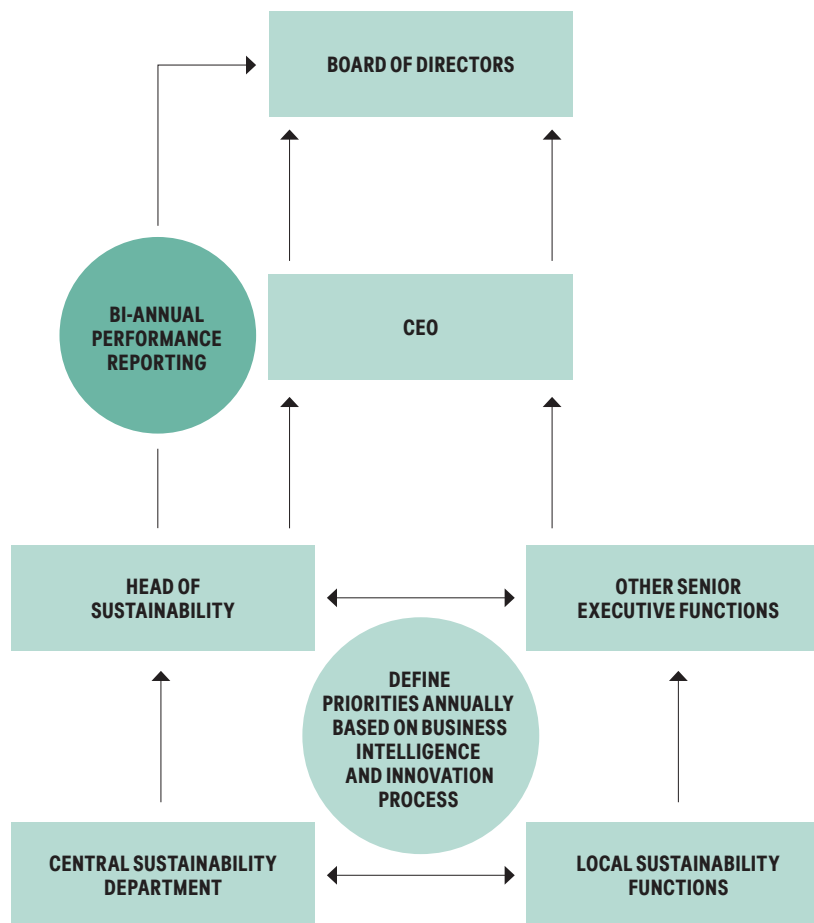 BOARD OF DIRECTORS
BI-ANNUAL
PERFORMANCE
REPORTING
CEO
HEAD OF
SUSTAINABILITY
OTHER SENIOR
EXECUTIVE FUNCTIONS
DEFINE
PRIORITIES ANNUALLY
BASED ON BUSINESS
INTELLIGENCE
AND INNOVATION
PROCESS
CENTRAL SUSTAINABILITY
DEPARTMENT
LOCAL SUSTAINABILITY
FUNCTIONS